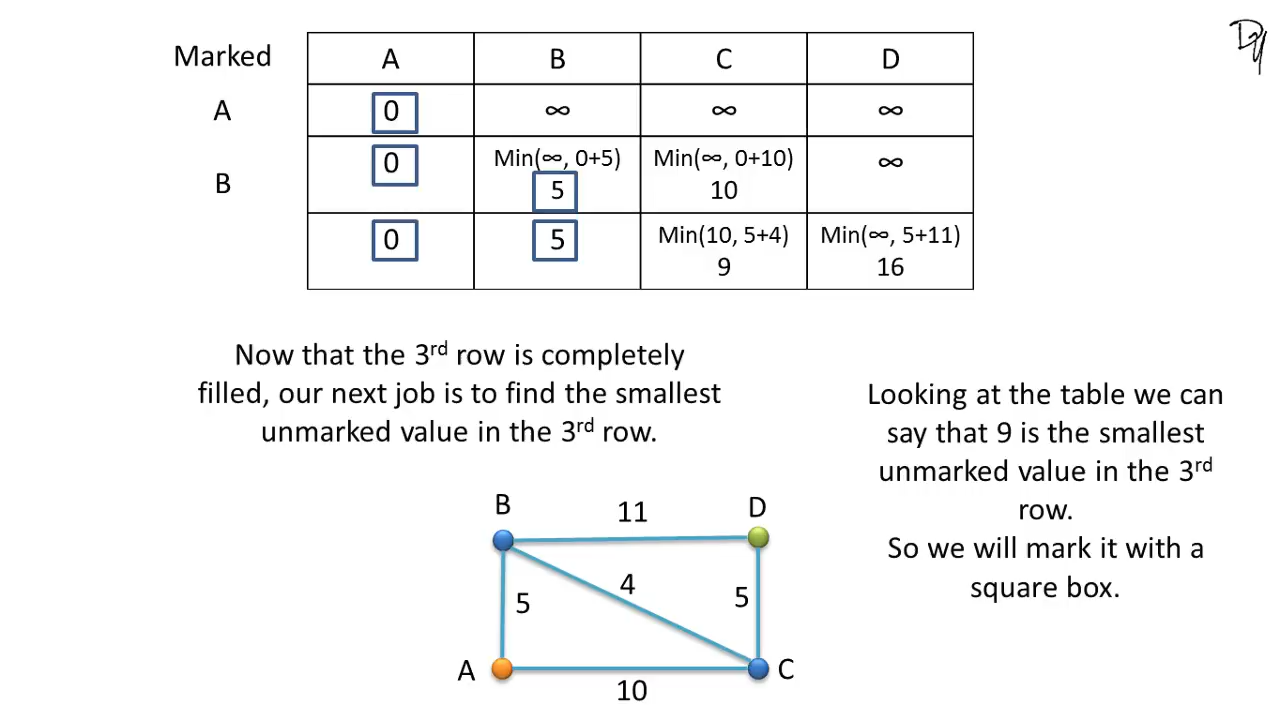 Marked A B C D
A 0 ∞ ∞ ∞
B 0 Min(∞, 0+5) Min(∞, 0+10) ∞
5 10
0 5 Min(10, 5+4) Min(∞, 5+11)
9 16
Now that the 3rd row is completely
filled, our next job is to find the smallest
unmarked value in the 3rd row.
Looking at the table we can
say that 9 is the smallest
unmarked value in the 3rd
row.
So we will mark it with a
square box.
B 11 D
4
5 5
A C
10